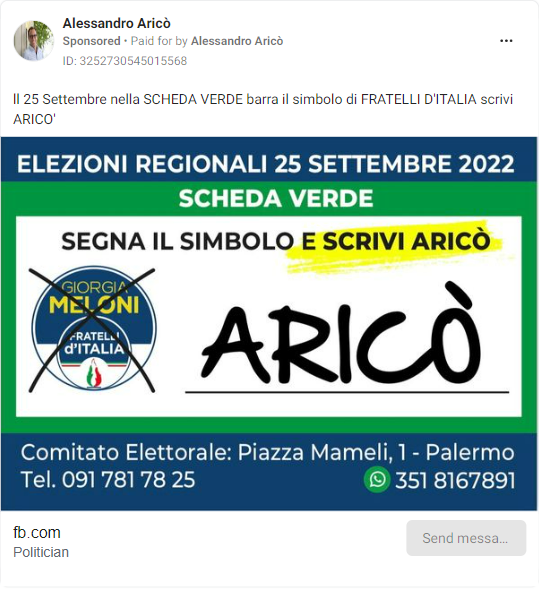 Alessandro Aricò
Sponsored • Paid for by Alessandro Aricò
ID: 3252730545015568
Il 25 Settembre nella SCHEDA VERDE barra il simbolo di FRATELLI D'ITALIA scrivi
ARICO'
ELEZIONI REGIONALI 25 SETTEMBRE 2022
SCHEDA VERDE
SEGNA IL SIMBOLO E SCRIVI ARICÒ
GIORGIA
MELONI
FRATELLI
d'ITALIA
ARICÒ
Comitato Elettorale: Piazza Mameli, 1 - Palermo
Tel. 091 781 78 25
351 8167891
fb.com
Politician
Send messa...